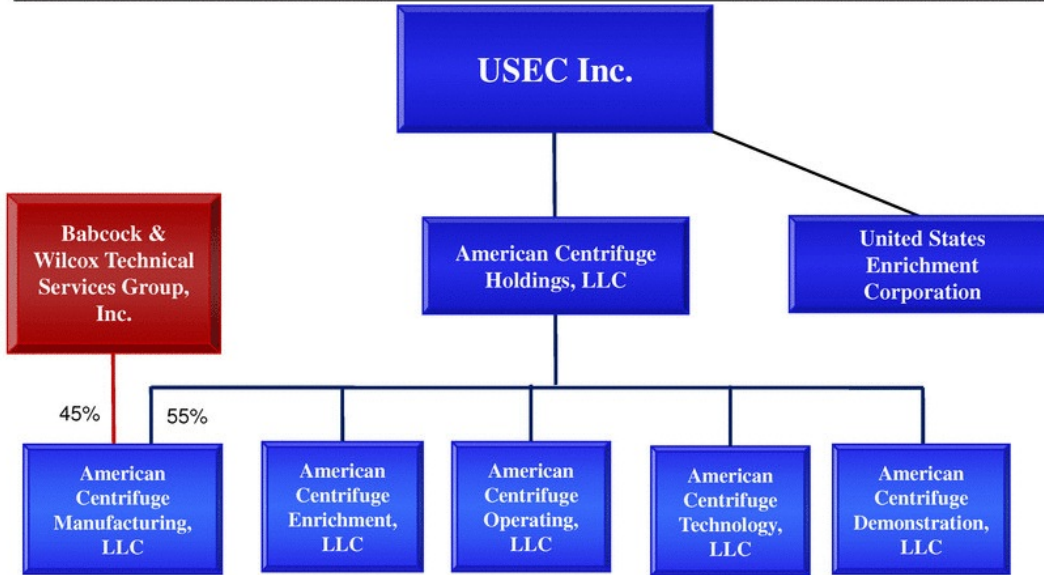 USEC Inc.
Babcock &
Wilcox Technical
Services Group,
Inc.
American Centrifuge
Holdings, LLC
United States
Enrichment
Corporation
45%
55%
American
Centrifuge
Manufacturing,
LLC
American
Centrifuge
Enrichment,
LLC
American
Centrifuge
Operating,
LLC
American
Centrifuge
Technology,
LLC
American
Centrifuge
Demonstration,
LLC